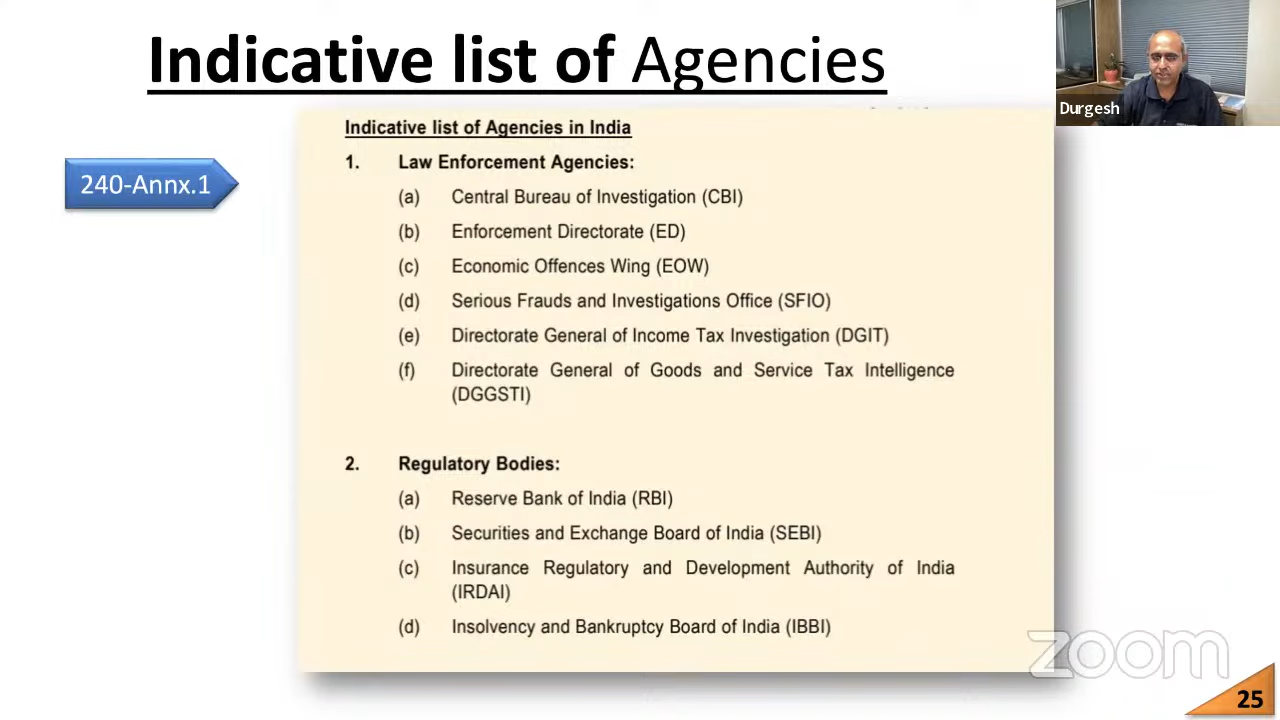 Indicative list of Agencies
Durgesh
Indicative list of Agencies in India
240-Annx.1
1. Law Enforcement Agencies:
(a) Central Bureau of Investigation (CBI)
(b) Enforcement Directorate (ED)
(c) Economic Offences Wing (EOW)
(d) Serious Frauds and Investigations Office (SFIO)
(e) Directorate General of Income Tax Investigation (DGIT)
(f) Directorate General of Goods and Service Tax Intelligence
(DGGSTI)
2. Regulatory Bodies:
(a) Reserve Bank of India (RBI)
(b) Securities and Exchange Board of India (SEBI)
(c) Insurance Regulatory and Development Authority of India
(IRDAI)
(d) Insolvency and Bankruptcy Board of India (IBBI)
zoom
25